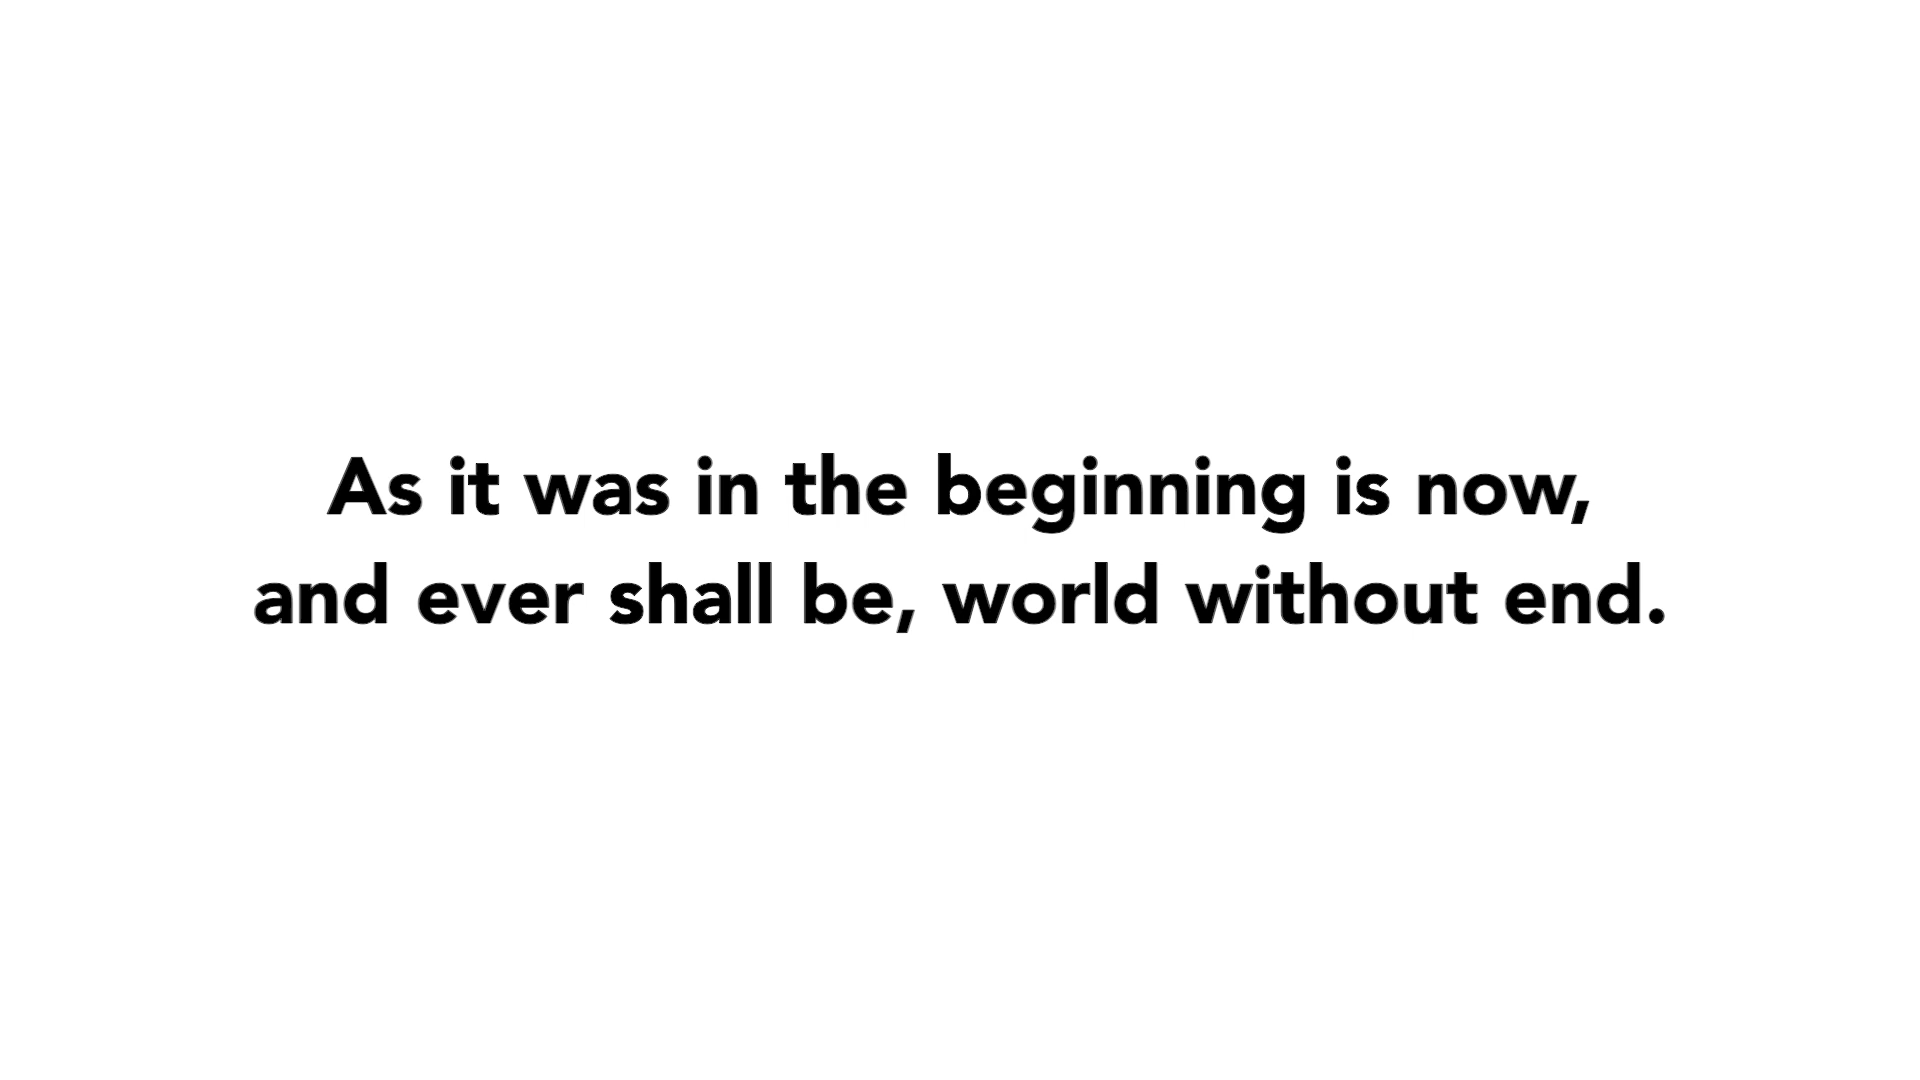 As it was in the beginning is now,
and ever shall be, world without end.